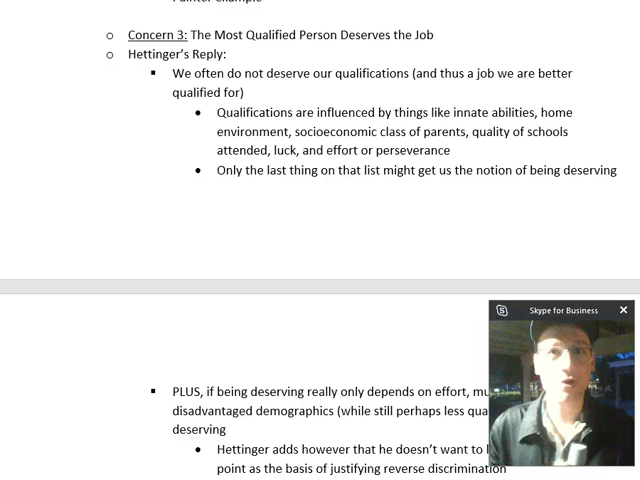 o Concern 3: The Most Qualified Person Deserves the Job
o Hettinger's Reply:
▪ We often do not deserve our qualifications (and thus a job we are better
qualified for)
• Qualifications are influenced by things like innate abilities, home
environment, socioeconomic class of parents, quality of schools
attended, luck, and effort or perseverance
• Only the last thing on that list might get us the notion of being deserving
Skype for Business
▪ PLUS, if being deserving really only depends on effort,
disadvantaged demographics (while still perhaps less
deserving
• Hettinger adds however that he doesn't want to
point as the basis of justifying reverse discrimination